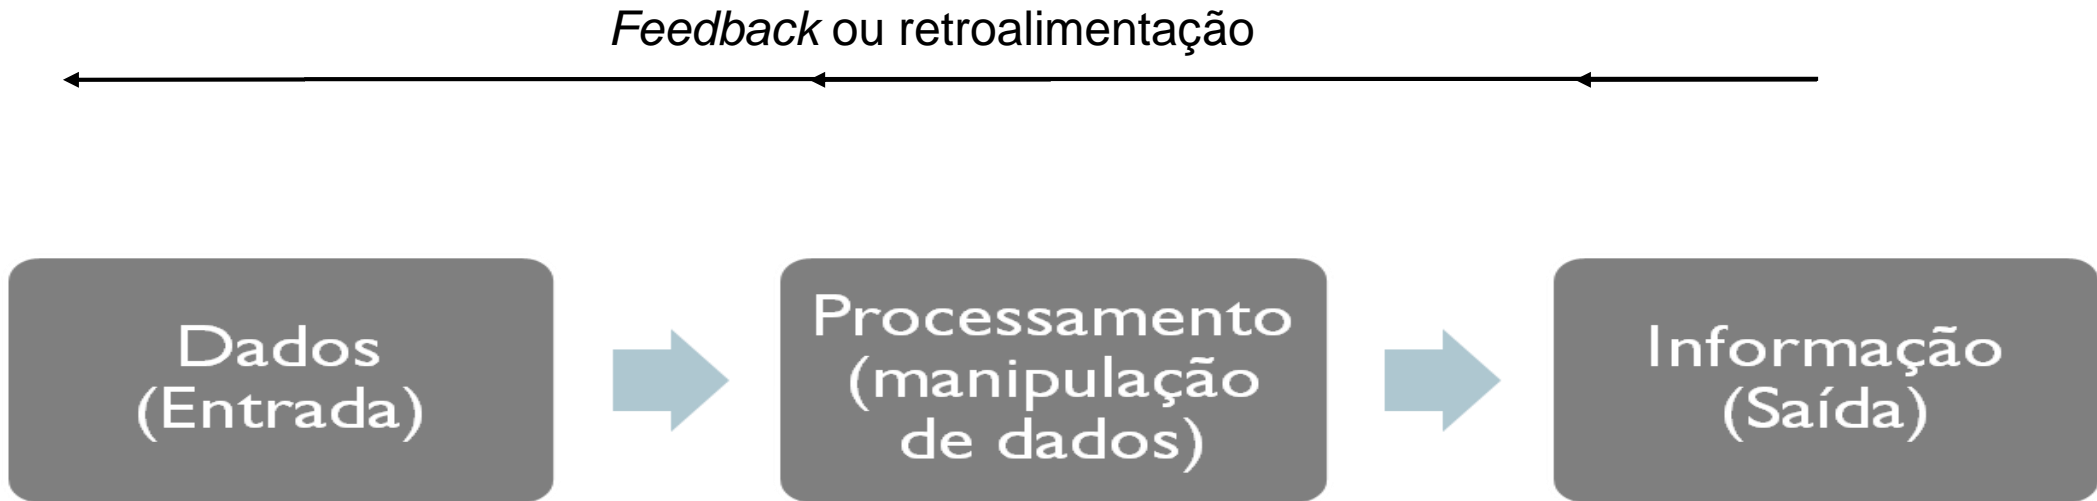 Feedback ou retroalimentação
Dados
(Entrada)
Processamento
(manipulação
de dados)
Informação
(Saída)